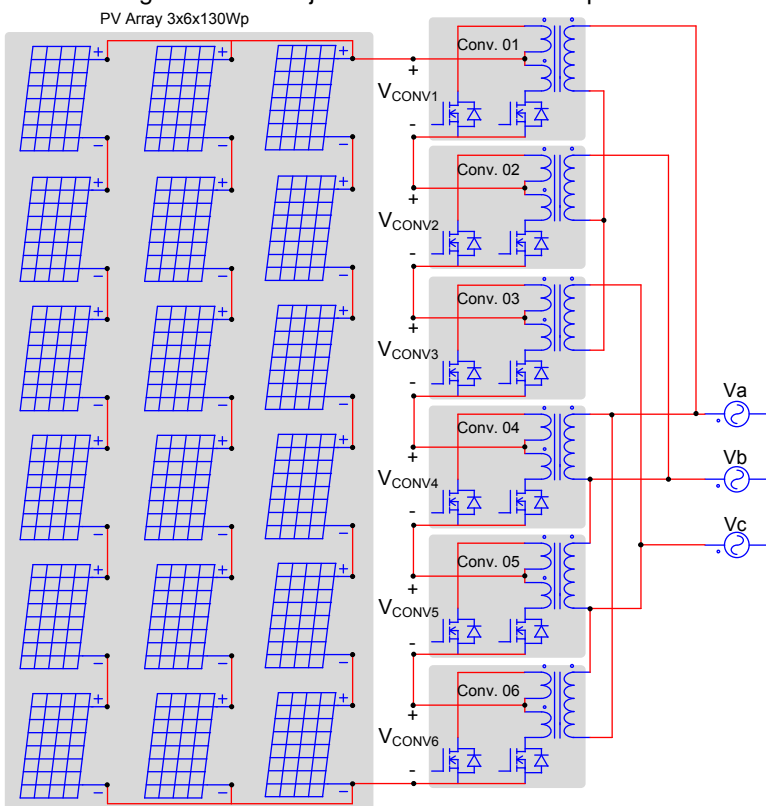 PV Array 3x6x130Wp
Conv. 01
+
VCONV1
-
Conv. 02
+
VCONV2
-
Conv. 03
+
VCONV3
-
Va
Conv. 04
+
Vb
VCONV4
-
Vc
Conv. 05
+
VCONV5
-
Conv. 06
+
VCONV6
-